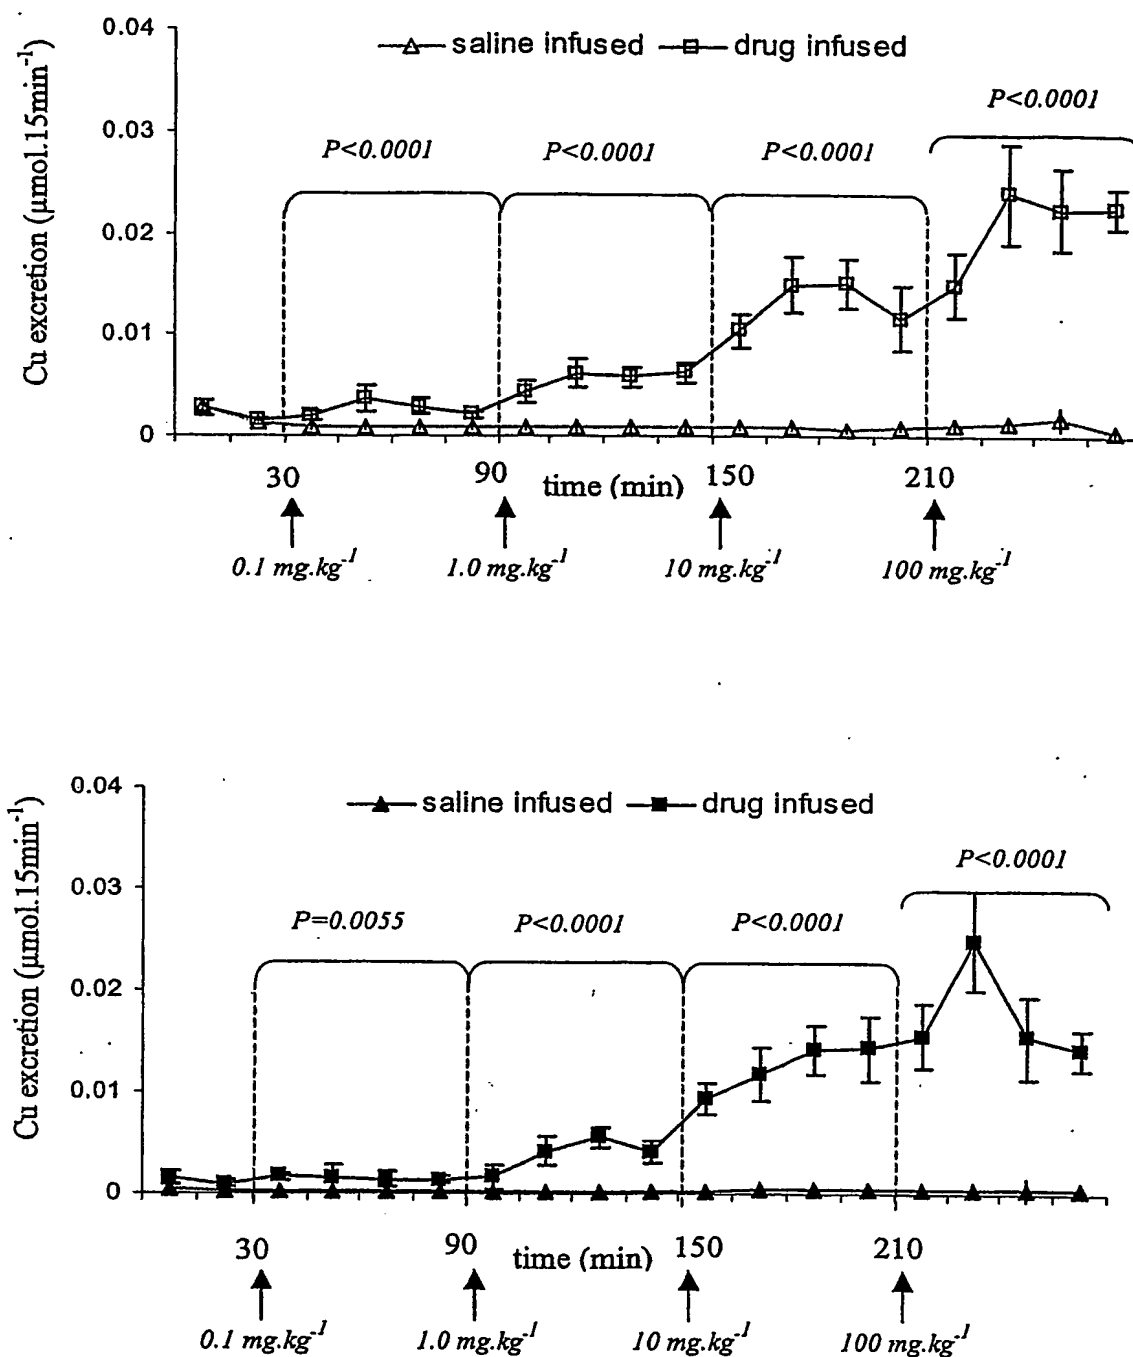 0.04
saline infused drug infused
P<0.0001
0.03
P<0.0001 P<0.0001 P<0.0001
0.02
0.01
0
Cu excretion (µmol.15min⁻¹)
30 90 time (min) 150 210
0.1 mg.kg⁻¹ 1.0 mg.kg⁻¹ 10 mg.kg⁻¹ 100 mg.kg⁻¹
0.04
saline infused drug infused
P<0.0001
0.03
P=0.0055 P<0.0001 P<0.0001
0.02
0.01
0
Cu excretion (µmol.15min⁻¹)
30 90 time (min) 150 210
0.1 mg.kg⁻¹ 1.0 mg.kg⁻¹ 10 mg.kg⁻¹ 100 mg.kg⁻¹